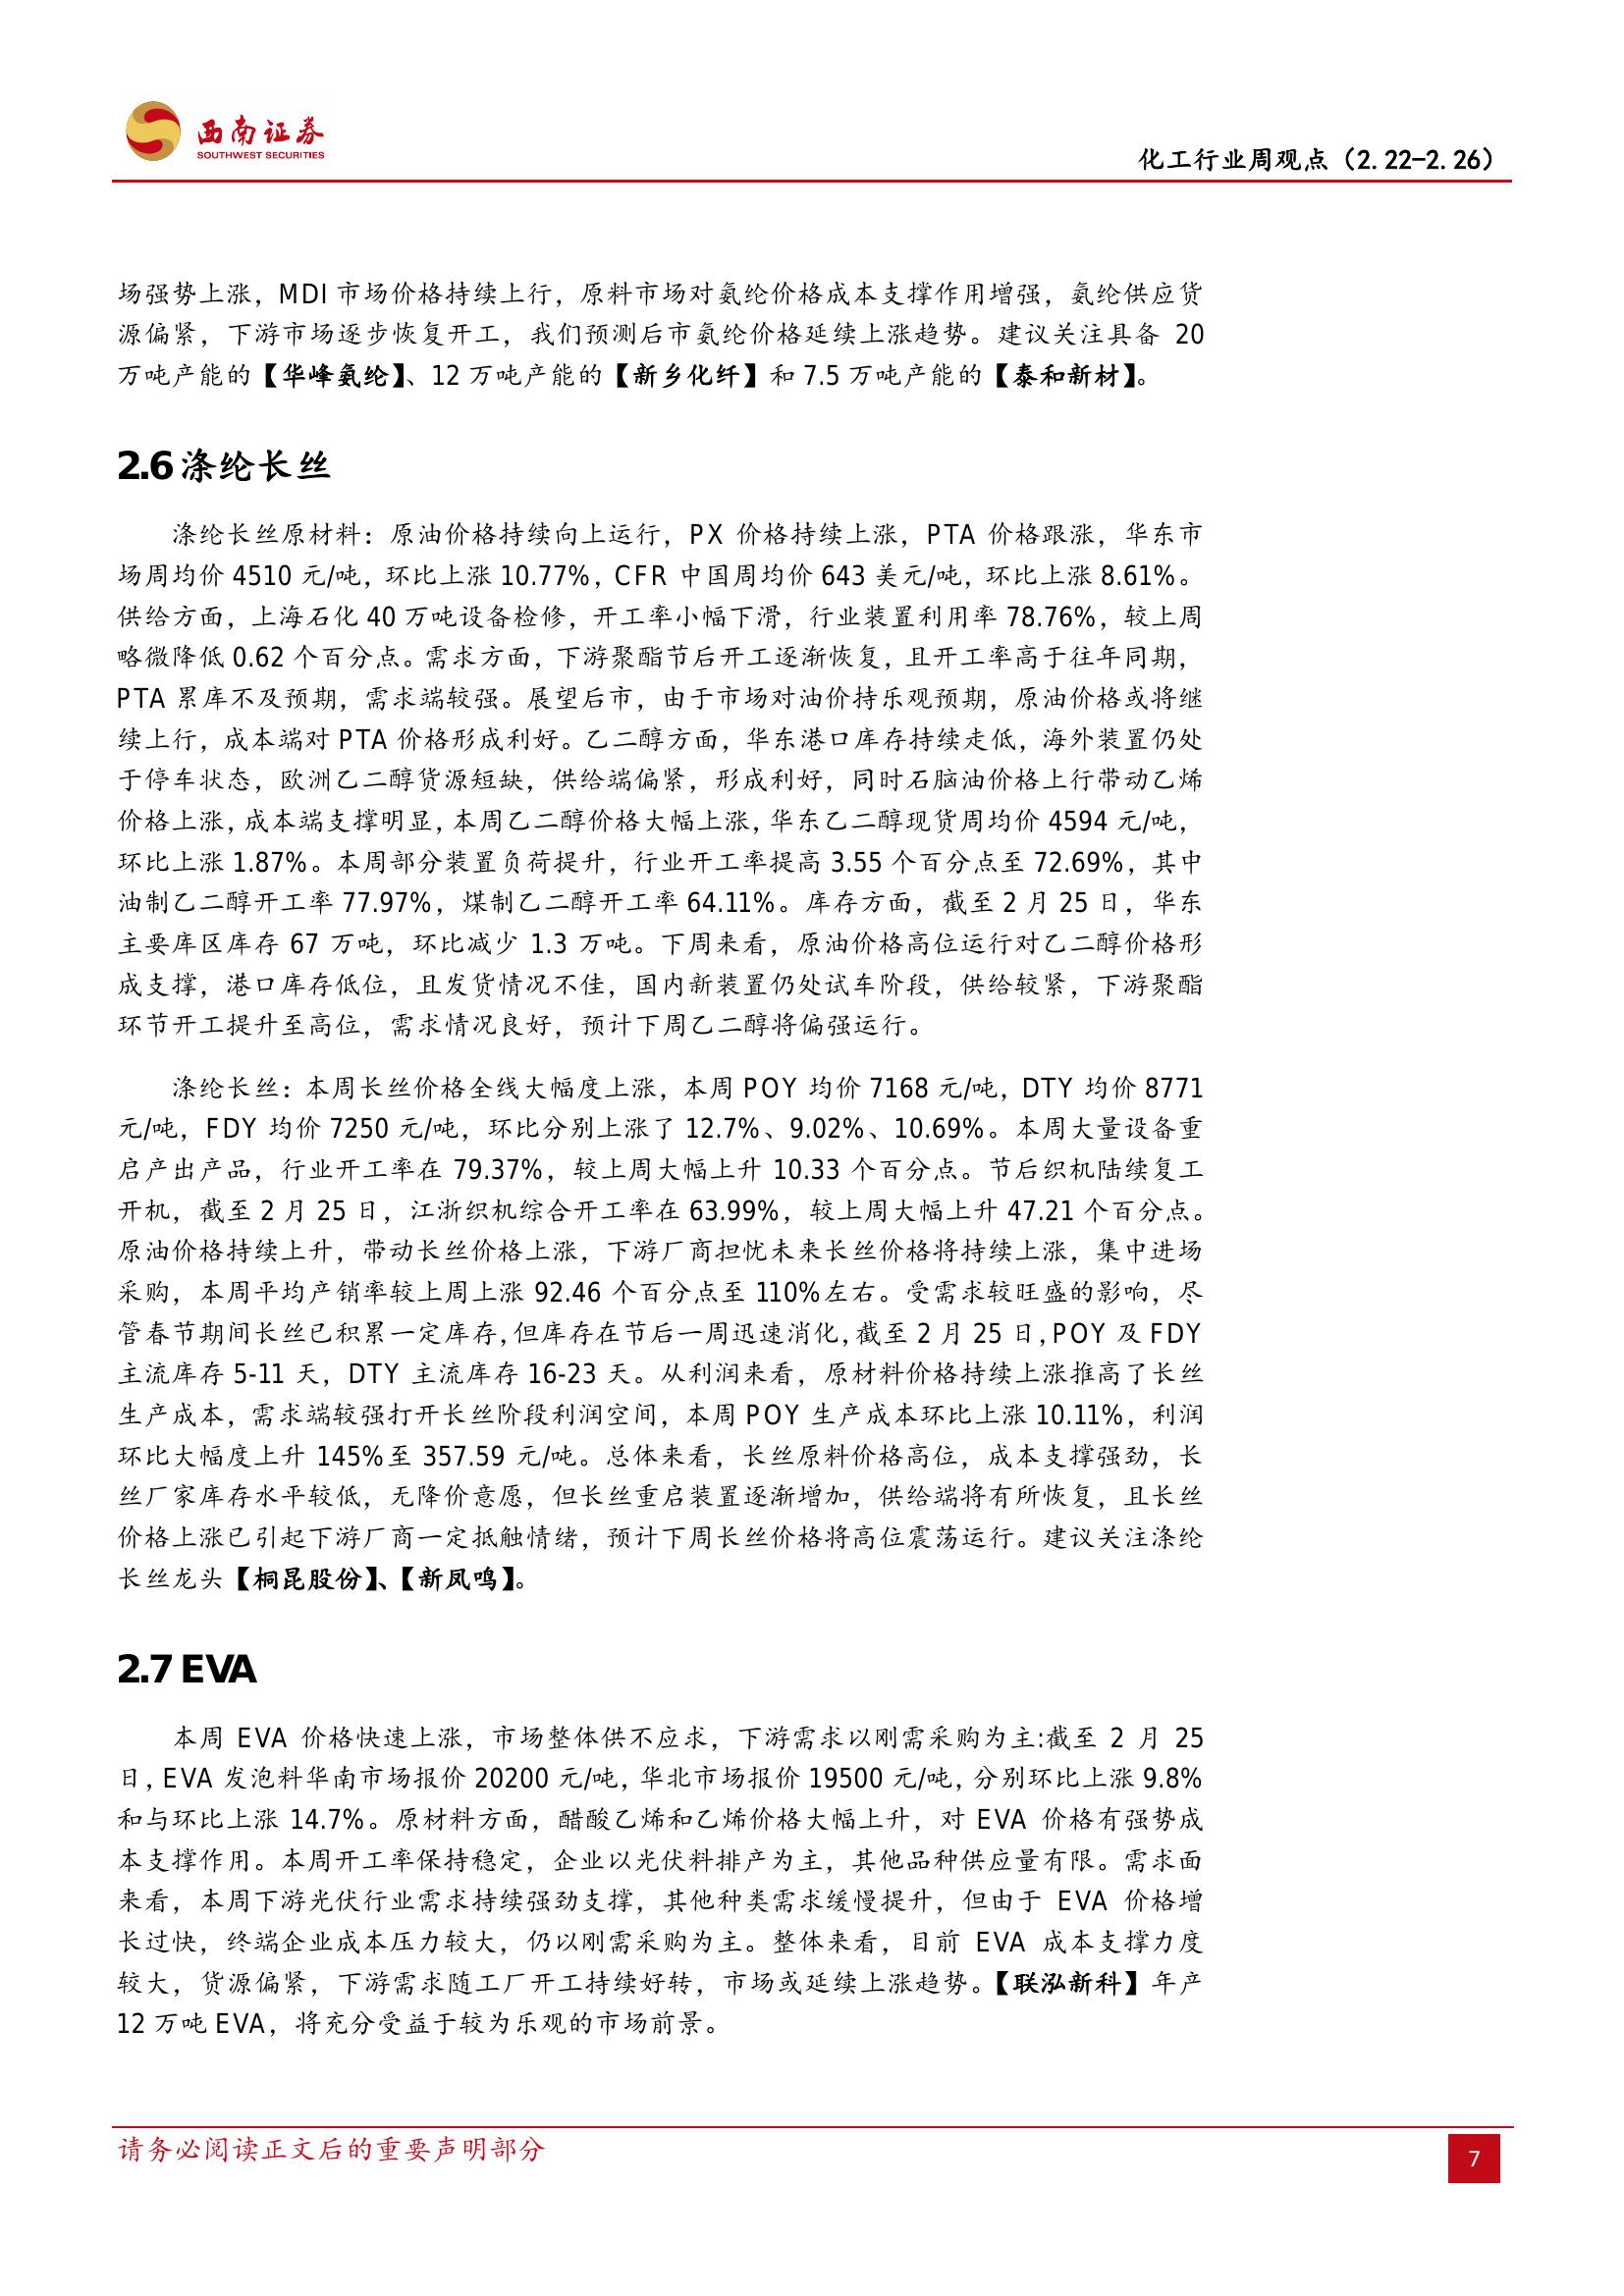 西南证券
SOUTHWEST SECURITIES
化工行业周观点（2.22-2.26）
场强势上涨，MDI 市场价格持续上行，原料市场对氨纶价格成本支撑作用增强，氨纶供应货
源偏紧，下游市场逐步恢复开工，我们预测后市氨纶价格延续上涨趋势。建议关注具备 20
万吨产能的【华峰氨纶】、12 万吨产能的【新乡化纤】和 7.5 万吨产能的【泰和新材】。
2.6 涤纶长丝
涤纶长丝原材料：原油价格持续向上运行，PX 价格持续上涨，PTA 价格跟涨，华东市
场周均价 4510 元/吨，环比上涨 10.77%，CFR 中国周均价 643 美元/吨，环比上涨 8.61%。
供给方面，上海石化 40 万吨设备检修，开工率小幅下滑，行业装置利用率 78.76%，较上周
略微降低 0.62 个百分点。需求方面，下游聚酯节后开工逐渐恢复，且开工率高于往年同期，
PTA 累库不及预期，需求端较强。展望后市，由于市场对油价持乐观预期，原油价格或将继
续上行，成本端对 PTA 价格形成利好。乙二醇方面，华东港口库存持续走低，海外装置仍处
于停车状态，欧洲乙二醇货源短缺，供给端偏紧，形成利好，同时石脑油价格上行带动乙烯
价格上涨，成本端支撑明显，本周乙二醇价格大幅上涨，华东乙二醇现货周均价 4594 元/吨，
环比上涨 1.87%。本周部分装置负荷提升，行业开工率提高 3.55 个百分点至 72.69%，其中
油制乙二醇开工率 77.97%，煤制乙二醇开工率 64.11%。库存方面，截至 2 月 25 日，华东
主要库区库存 67 万吨，环比减少 1.3 万吨。下周来看，原油价格高位运行对乙二醇价格形
成支撑，港口库存低位，且发货情况不佳，国内新装置仍处试车阶段，供给较紧，下游聚酯
环节开工提升至高位，需求情况良好，预计下周乙二醇将偏强运行。
涤纶长丝：本周长丝价格全线大幅度上涨，本周 POY 均价 7168 元/吨，DTY 均价 8771
元/吨，FDY 均价 7250 元/吨，环比分别上涨了 12.7%、9.02%、10.69%。本周大量设备重
启产出产品，行业开工率在 79.37%，较上周大幅上升 10.33 个百分点。节后织机陆续复工
开机，截至 2 月 25 日，江浙织机综合开工率在 63.99%，较上周大幅上升 47.21 个百分点。
原油价格持续上升，带动长丝价格上涨，下游厂商担忧未来长丝价格将持续上涨，集中进场
采购，本周平均产销率较上周上涨 92.46 个百分点至 110%左右。受需求较旺盛的影响，尽
管春节期间长丝已积累一定库存，但库存在节后一周迅速消化，截至 2 月 25 日，POY 及 FDY
主流库存 5-11 天，DTY 主流库存 16-23 天。从利润来看，原材料价格持续上涨推高了长丝
生产成本，需求端较强打开长丝阶段利润空间，本周 POY 生产成本环比上涨 10.11%，利润
环比大幅度上升 145%至 357.59 元/吨。总体来看，长丝原料价格高位，成本支撑强劲，长
丝厂家库存水平较低，无降价意愿，但长丝重启装置逐渐增加，供给端将有所恢复，且长丝
价格上涨已引起下游厂商一定抵触情绪，预计下周长丝价格将高位震荡运行。建议关注涤纶
长丝龙头【桐昆股份】、【新凤鸣】。
2.7 EVA
本周 EVA 价格快速上涨，市场整体供不应求，下游需求以刚需采购为主:截至 2 月 25
日，EVA 发泡料华南市场报价 20200 元/吨，华北市场报价 19500 元/吨，分别环比上涨 9.8%
和与环比上涨 14.7%。原材料方面，醋酸乙烯和乙烯价格大幅上升，对 EVA 价格有强势成
本支撑作用。本周开工率保持稳定，企业以光伏料排产为主，其他品种供应量有限。需求面
来看，本周下游光伏行业需求持续强劲支撑，其他种类需求缓慢提升，但由于 EVA 价格增
长过快，终端企业成本压力较大，仍以刚需采购为主。整体来看，目前 EVA 成本支撑力度
较大，货源偏紧，下游需求随工厂开工持续好转，市场或延续上涨趋势。【联泓新科】年产
12 万吨 EVA，将充分受益于较为乐观的市场前景。
请务必阅读正文后的重要声明部分
7